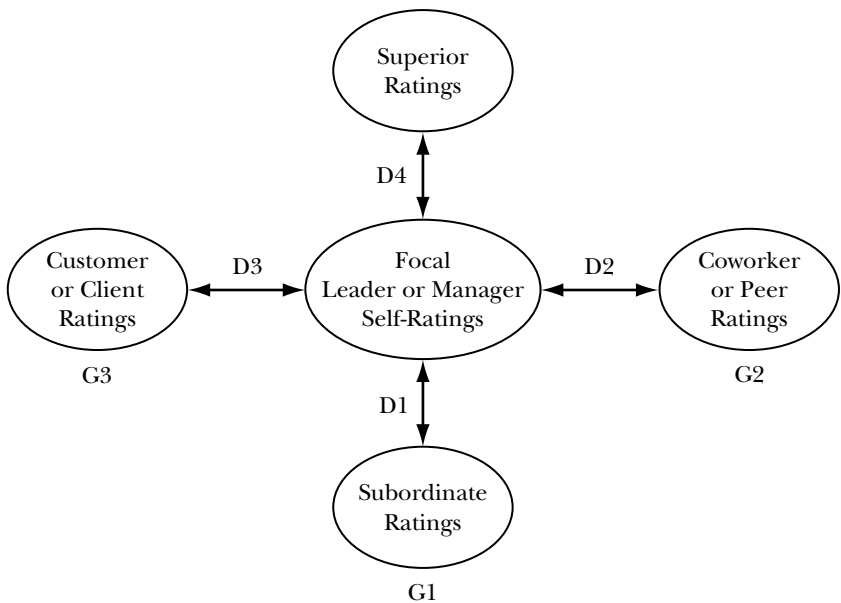 Superior
Ratings
D4
Customer
or Client
Ratings
D3
Focal
Leader or Manager
Self-Ratings
D2
Coworker
or Peer
Ratings
G3
G2
D1
Subordinate
Ratings
G1